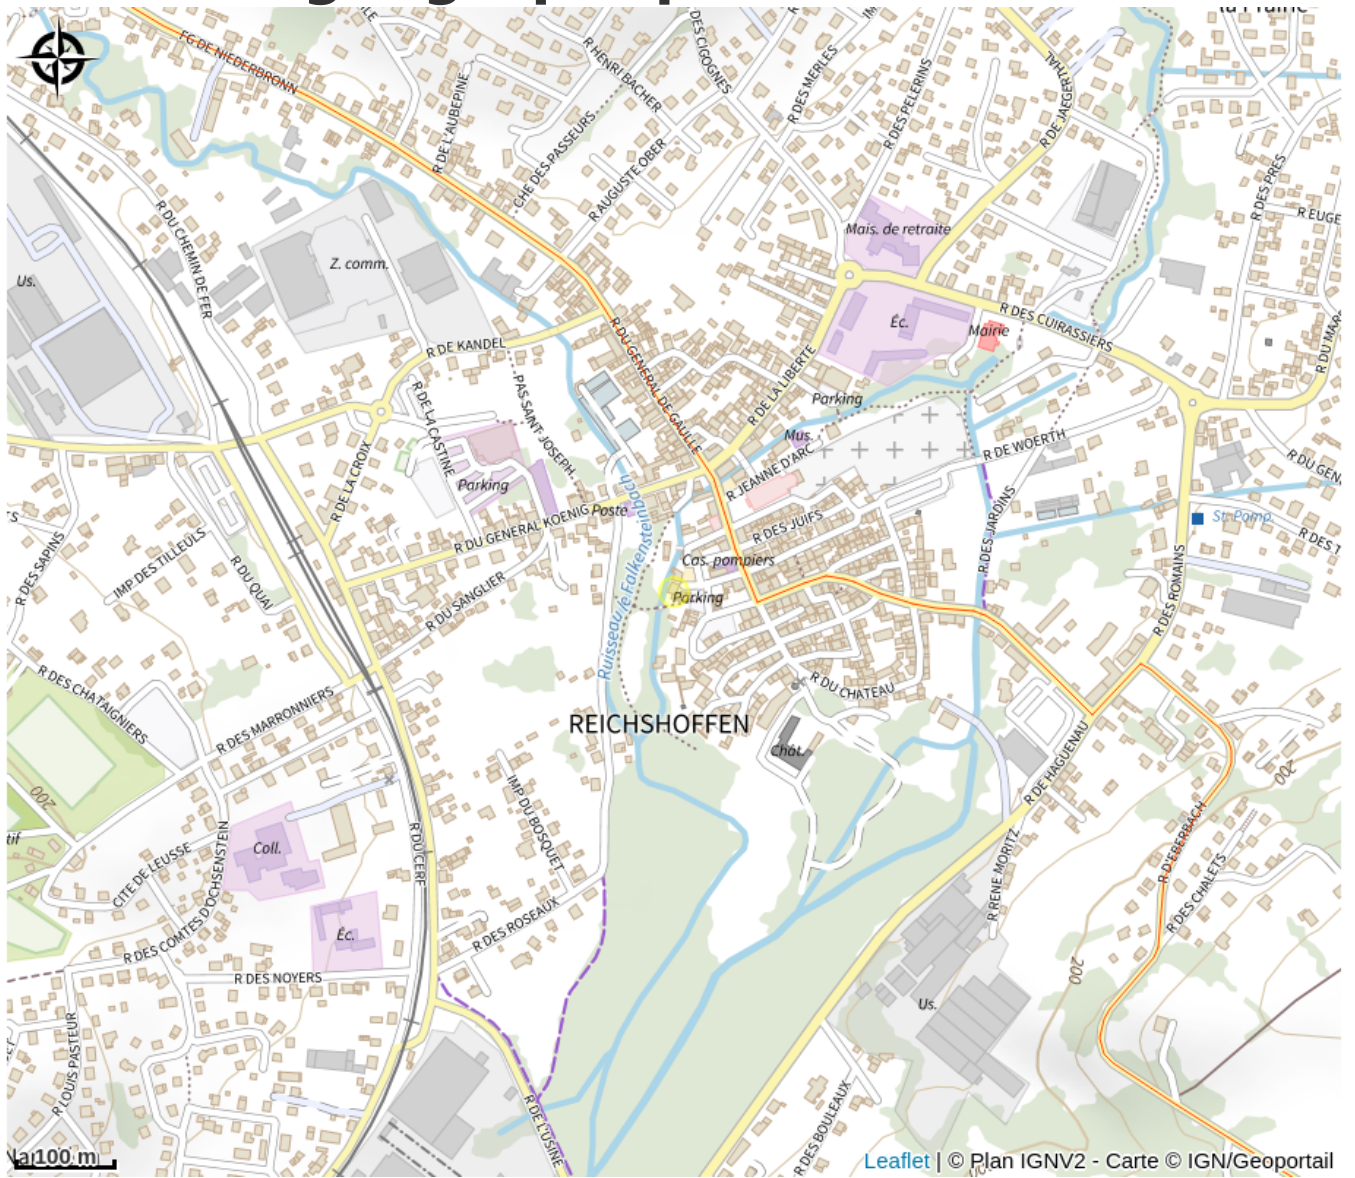 la Prairie
FG DE NIEDERBRONN
R DE L'AUBEPINE
R HENRI BACHER
DES CIGOGNES
R DES MERLES
R DES PELERINS
R DE JAEGERTHAL
CHE DES PASSEURS
R AUGUSTE OBER
R DES PRES
R EUGE
R DU CHEMIN DE FER
Mais. de retraite
Z. comm.
Us.
Éc.
Mairie
R DES CUIRASSIERS
R DU GENERAL DE GAULLE
R DE KANDEL
R DE LA LIBERTE
R DU MAR
R DE LA CASTINE
PAS SAINT-JOSEPH
Parking
Mus.
R DE LA CROIX
R JEANNE D'ARC
R DE WOERTH
R DU GEN
Parking
R DU GENERAL KOENIG
Poste
R DES JUIFS
R DES JARDINS
St. Pomp.
R DES SAPINS
IMP DES TILLEULS
R DU QUAI
R DU SANGLIER
Ruisseau le Falkensteinbach
Cas. pompiers
Parking
R DES ROMAINS
R DES CHATAIGNIERS
R DES MARRONNIERS
R DU CHATEAU
REICHSHOFFEN
Chât.
R DE HAGUENAU
200
200
IMP DU BOSQUET
tif
Coll.
CITE DE LEUSSE
R DU CERF
R DES COMTES D'OCHSENSTEIN
R RENE MORITZ
R D'EBERBACH
R DES CHALETS
Éc.
R DES ROSEAUX
R DES NOYERS
200
Us.
R LOUIS PASTEUR
R DE L'USINE
R DES BOULEAUX
100 m
Leaflet | © Plan IGNV2 - Carte © IGN/Geoportail